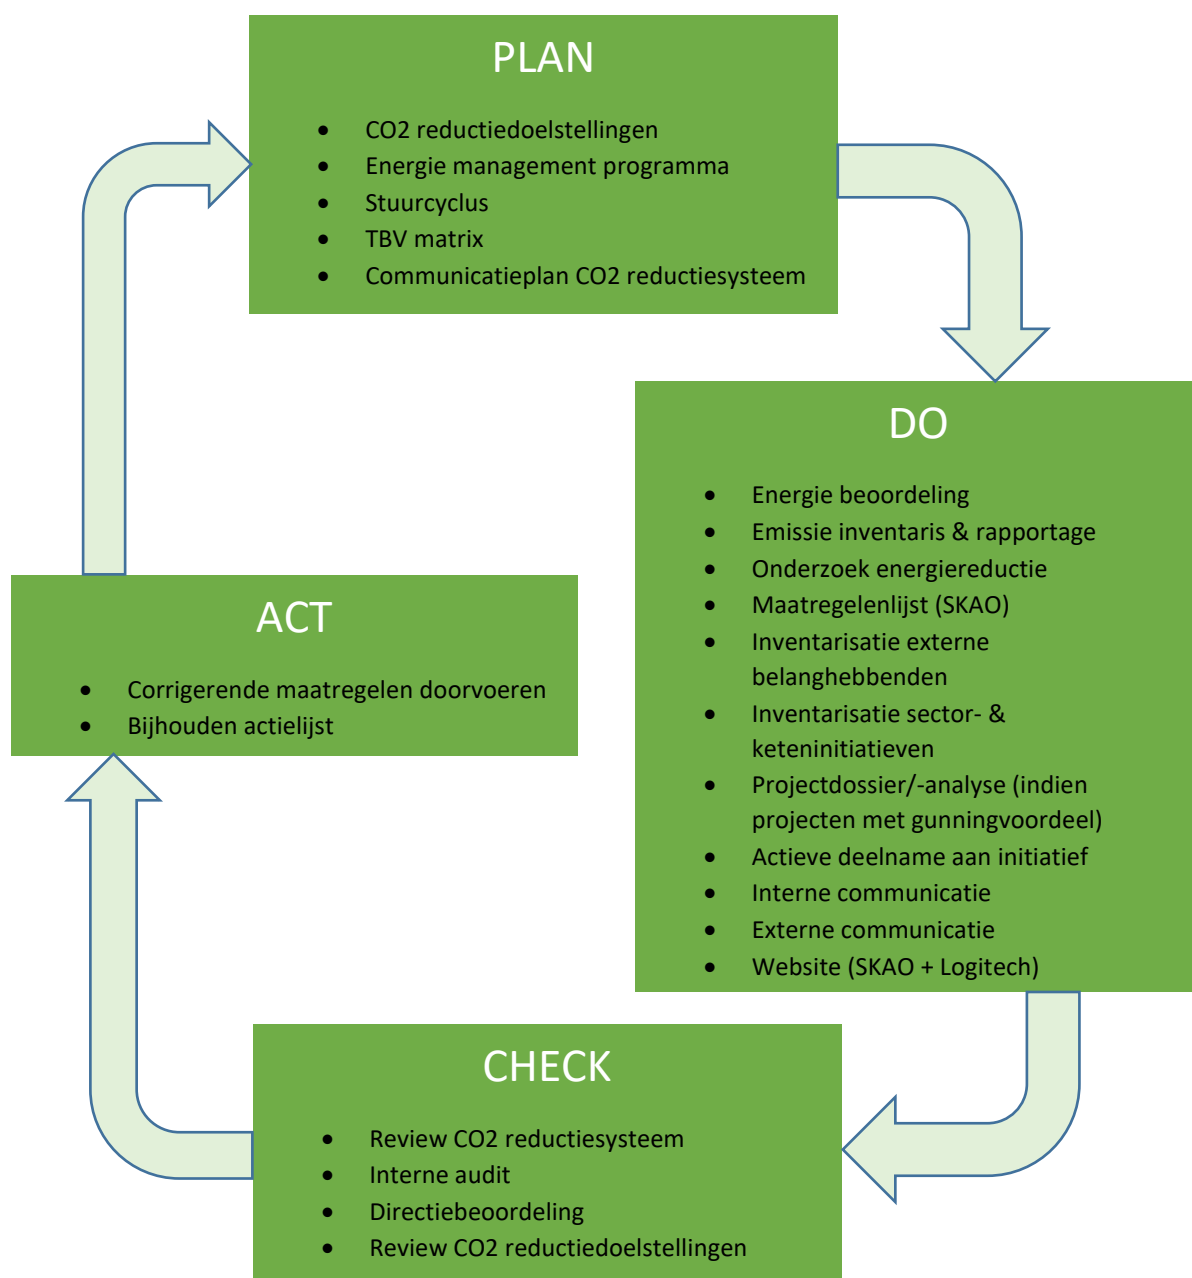 PLAN
• CO2 reductiedoelstellingen
• Energie management programma
• Stuurcyclus
• TBV matrix
• Communicatieplan CO2 reductiesysteem
DO
• Energie beoordeling
• Emissie inventaris & rapportage
• Onderzoek energiereductie
• Maatregelenlijst (SKAO)
• Inventarisatie externe
belanghebbenden
• Inventarisatie sector- &
keteninitiatieven
• Projectdossier/-analyse (indien
projecten met gunningvoordeel)
• Actieve deelname aan initiatief
• Interne communicatie
• Externe communicatie
• Website (SKAO + Logitech)
CHECK
• Review CO2 reductiesysteem
• Interne audit
• Directiebeoordeling
• Review CO2 reductiedoelstellingen
ACT
• Corrigerende maatregelen doorvoeren
• Bijhouden actielijst